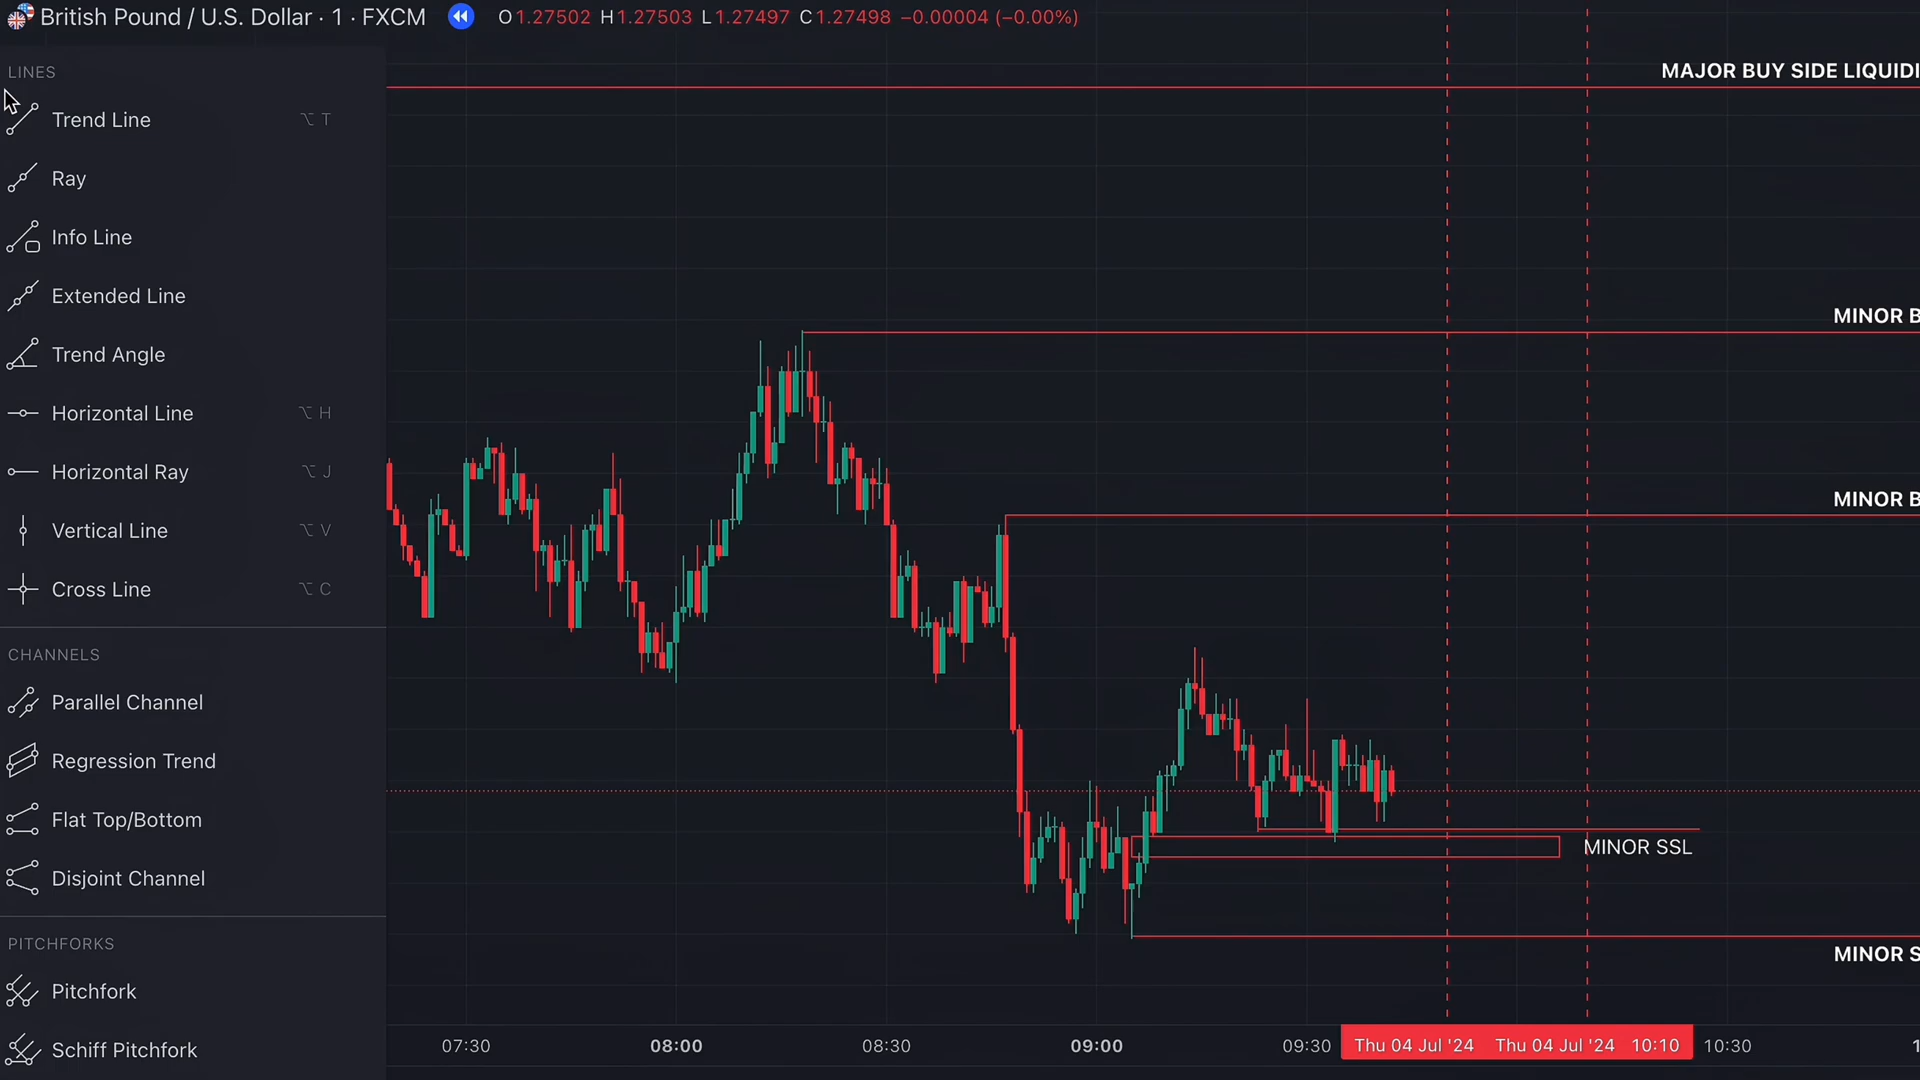 British Pound / U.S. Dollar · 1 · FXCM O1.27502 H1.27503 L1.27497 C1.27498 −0.00004 (−0.00%)
LINES
Trend Line ⌥ T
Ray
Info Line
Extended Line
Trend Angle
Horizontal Line ⌥ H
Horizontal Ray ⌥ J
Vertical Line ⌥ V
Cross Line ⌥ C
CHANNELS
Parallel Channel
Regression Trend
Flat Top/Bottom
Disjoint Channel
PITCHFORKS
Pitchfork
Schiff Pitchfork
MAJOR BUY SIDE LIQUIDI
MINOR B
MINOR B
MINOR SSL
MINOR S
07:30 08:00 08:30 09:00 09:30 Thu 04 Jul '24 Thu 04 Jul '24 10:10 10:30 1